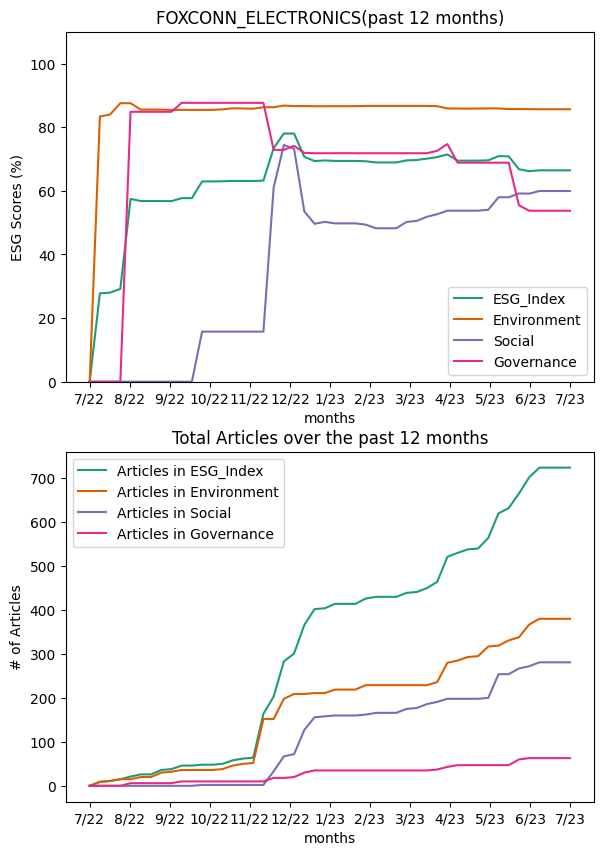 FOXCONN_ELECTRONICS(past 12 months)
100
80
60
40
20
0
ESG Scores (%)
ESG_Index
Environment
Social
Governance
7/22 8/22 9/22 10/22 11/22 12/22 1/23 2/23 3/23 4/23 5/23 6/23 7/23
months
Total Articles over the past 12 months
700
600
500
400
300
200
100
0
# of Articles
Articles in ESG_Index
Articles in Environment
Articles in Social
Articles in Governance
7/22 8/22 9/22 10/22 11/22 12/22 1/23 2/23 3/23 4/23 5/23 6/23 7/23
months